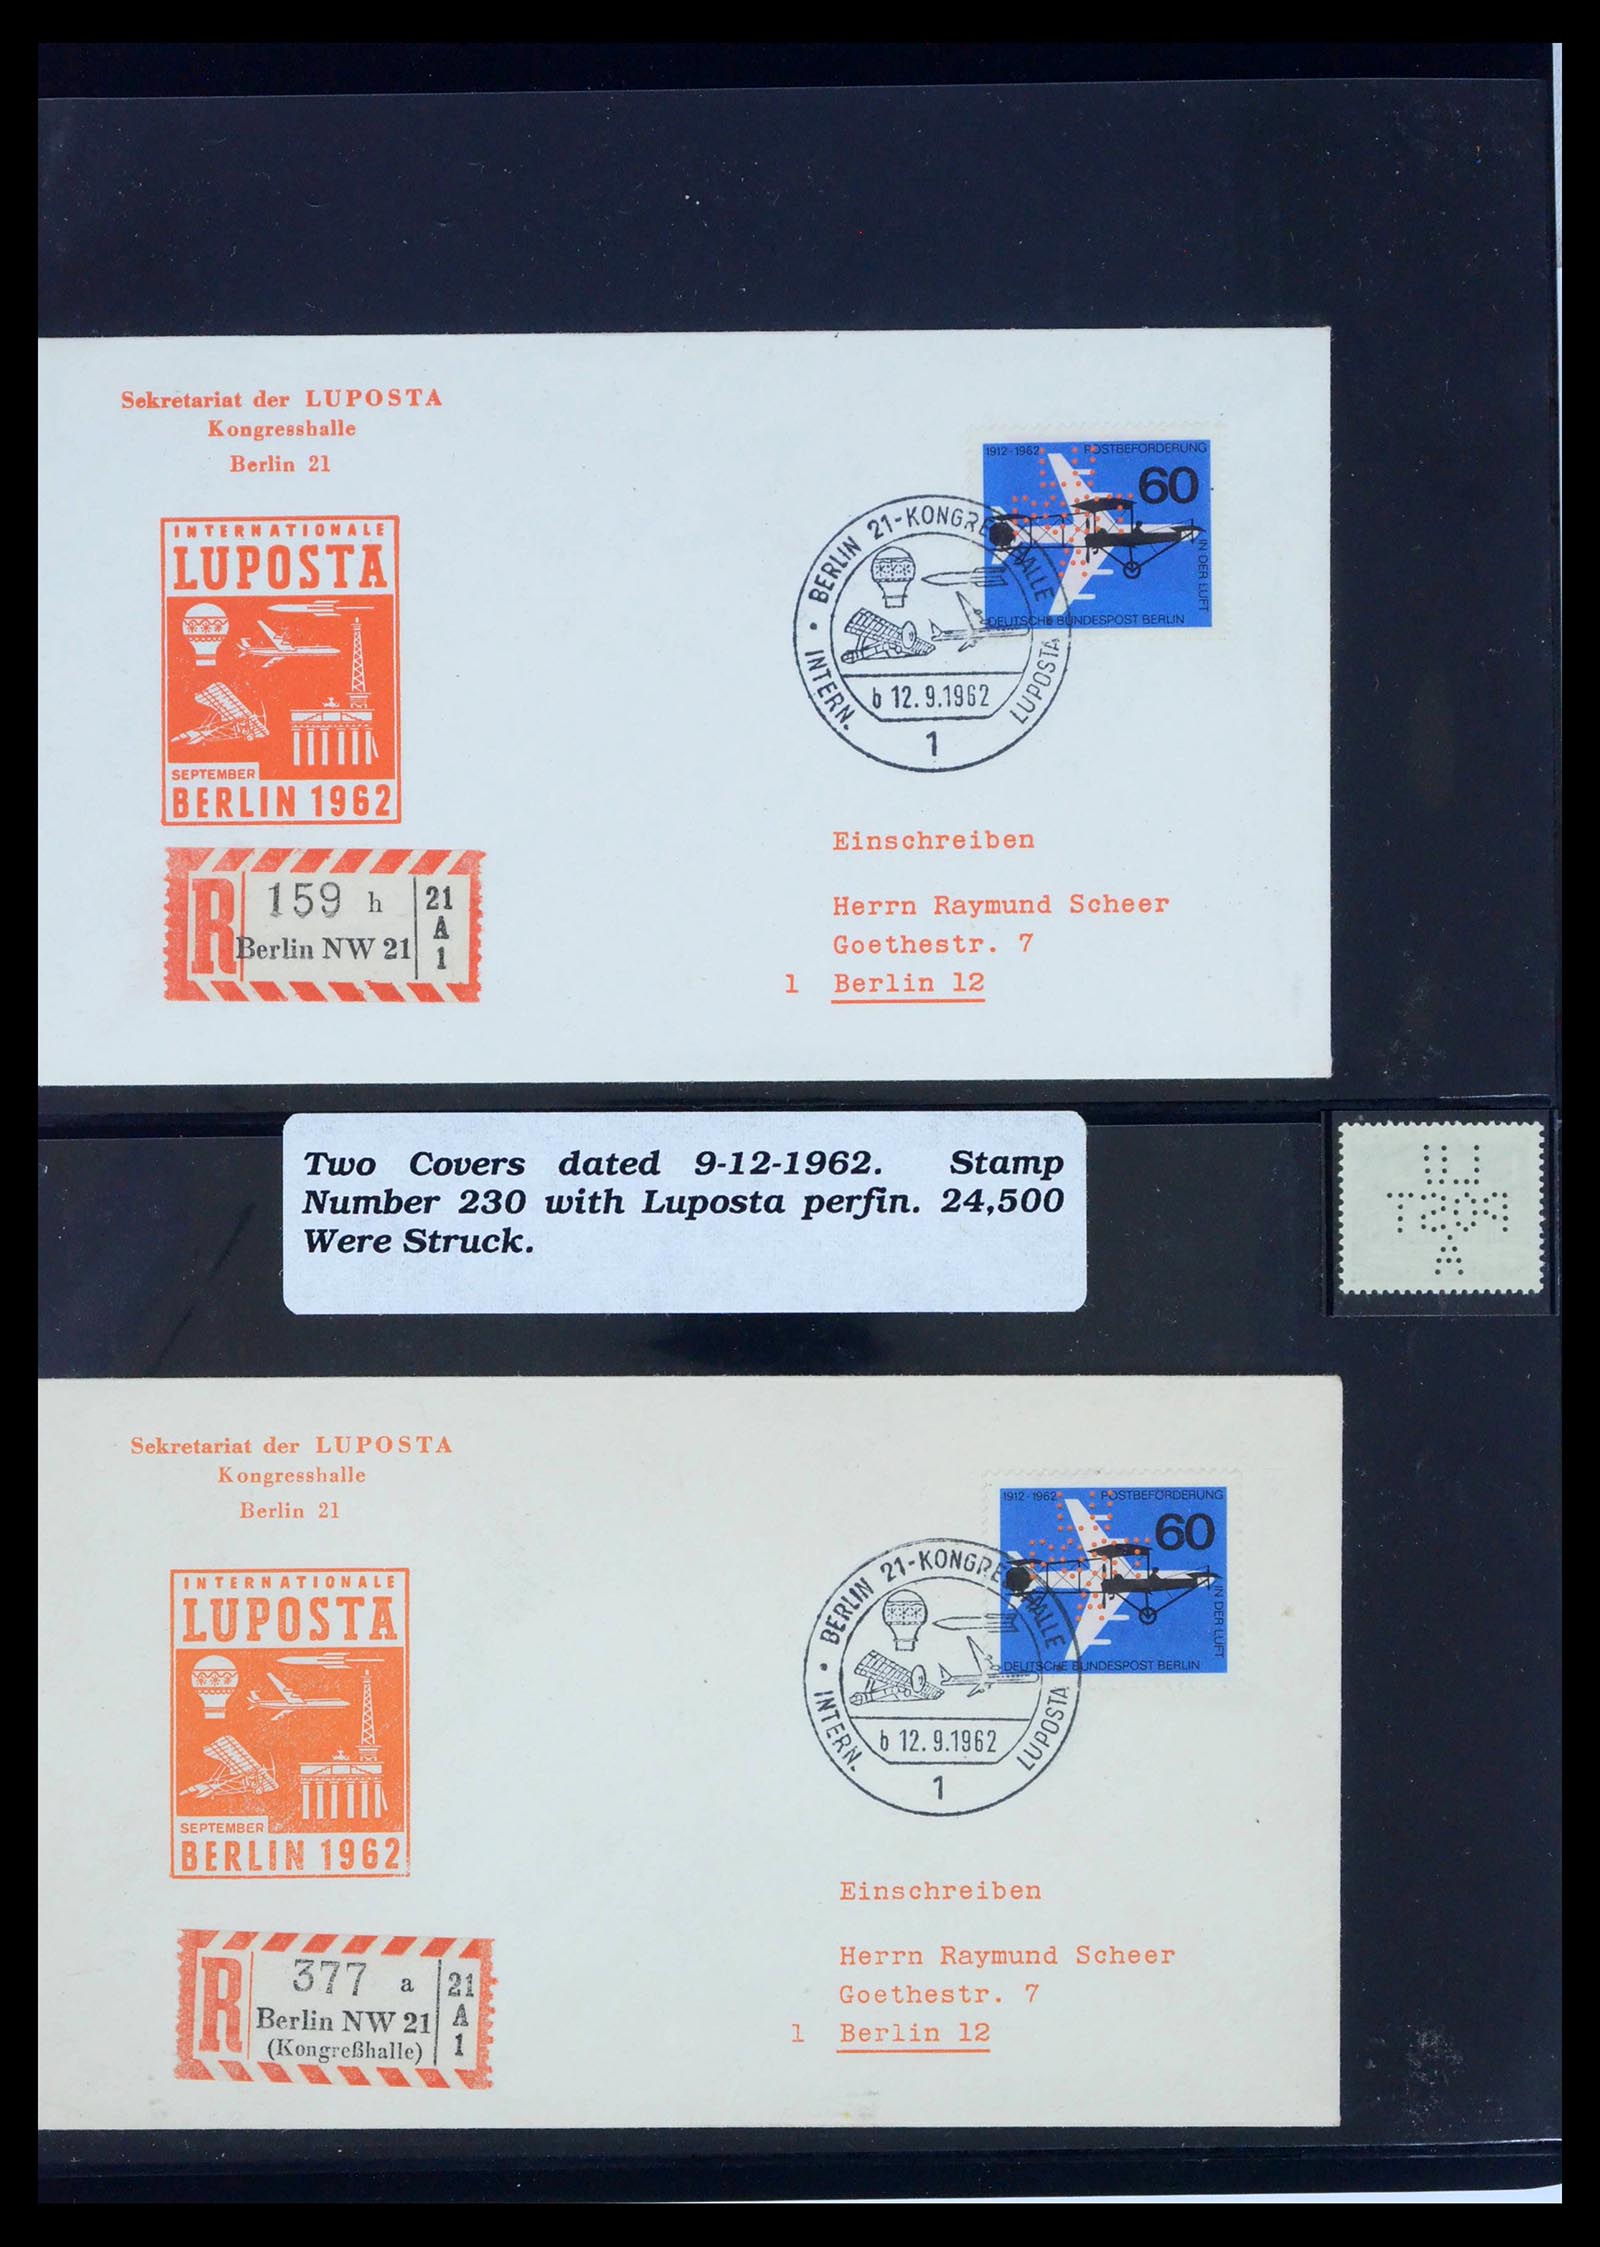 Sekretariat der LUPOSTA
Kongresshalle
Berlin 21
INTERNATIONALE
LUPOSTA
SEPTEMBER
BERLIN 1962
R
159 h
Berlin NW 21
21
A
1
1912-1962 POSTBEFÖRDERUNG
60
IN DER LUFT
DEUTSCHE BUNDESPOST BERLIN
BERLIN 21-KONGRESSHALLE
b 12.9.1962
INTERN. LUPOSTA
1
Einschreiben
Herrn Raymund Scheer
Goethestr. 7
1 Berlin 12
Two Covers dated 9-12-1962. Stamp
Number 230 with Luposta perfin. 24,500
Were Struck.
LU
POST
A
Sekretariat der LUPOSTA
Kongresshalle
Berlin 21
INTERNATIONALE
LUPOSTA
SEPTEMBER
BERLIN 1962
R
377 a
Berlin NW 21
(Kongreßhalle)
21
A
1
1912-1962 POSTBEFÖRDERUNG
60
IN DER LUFT
DEUTSCHE BUNDESPOST BERLIN
BERLIN 21-KONGRESSHALLE
b 12.9.1962
INTERN. LUPOSTA
1
Einschreiben
Herrn Raymund Scheer
Goethestr. 7
1 Berlin 12